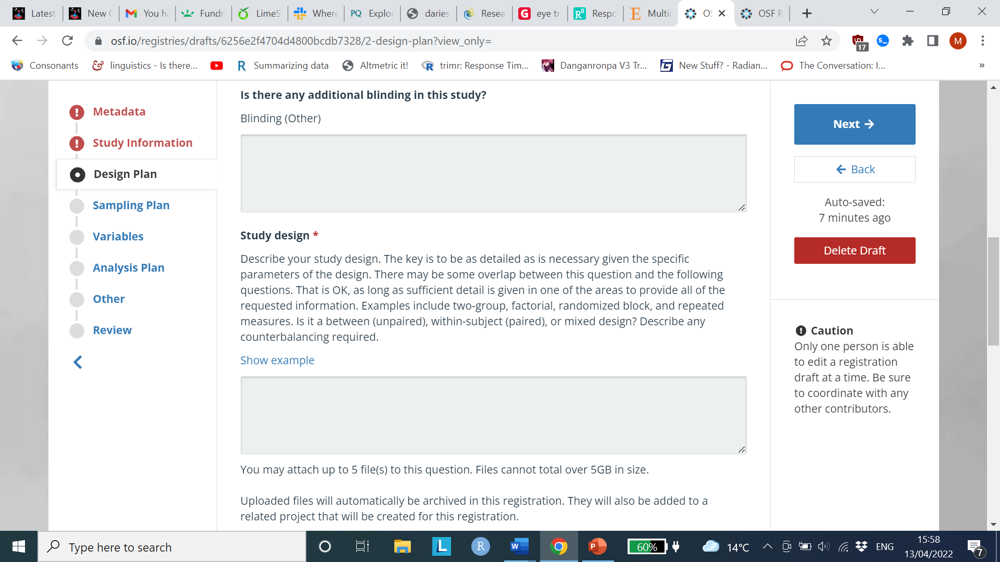 Latest
New
You ha
Fundr
LimeS
Where
PQ Explor
daries
Resea
G eye tr
Respo
E Multir
OS
OSF R
osf.io/registries/drafts/6256e2f4704d4800bcdb7328/2-design-plan?view_only=
17
M
Consonants
linguistics - Is there...
R Summarizing data
Altmetric it!
trimr: Response Tim...
Danganronpa V3 Tr...
New Stuff? - Radian...
The Conversation: I...
»
Metadata
Study Information
Design Plan
Sampling Plan
Variables
Analysis Plan
Other
Review
Is there any additional blinding in this study?
Blinding (Other)
Study design *
Describe your study design. The key is to be as detailed as is necessary given the specific
parameters of the design. There may be some overlap between this question and the following
questions. That is OK, as long as sufficient detail is given in one of the areas to provide all of the
requested information. Examples include two-group, factorial, randomized block, and repeated
measures. Is it a between (unpaired), within-subject (paired), or mixed design? Describe any
counterbalancing required.
Show example
You may attach up to 5 file(s) to this question. Files cannot total over 5GB in size.
Uploaded files will automatically be archived in this registration. They will also be added to a
related project that will be created for this registration.
Next
Back
Auto-saved:
7 minutes ago
Delete Draft
Caution
Only one person is able
to edit a registration
draft at a time. Be sure
to coordinate with any
other contributors.
Type here to search
L
R
W
P
60%
14°C
ENG
15:58
13/04/2022
7